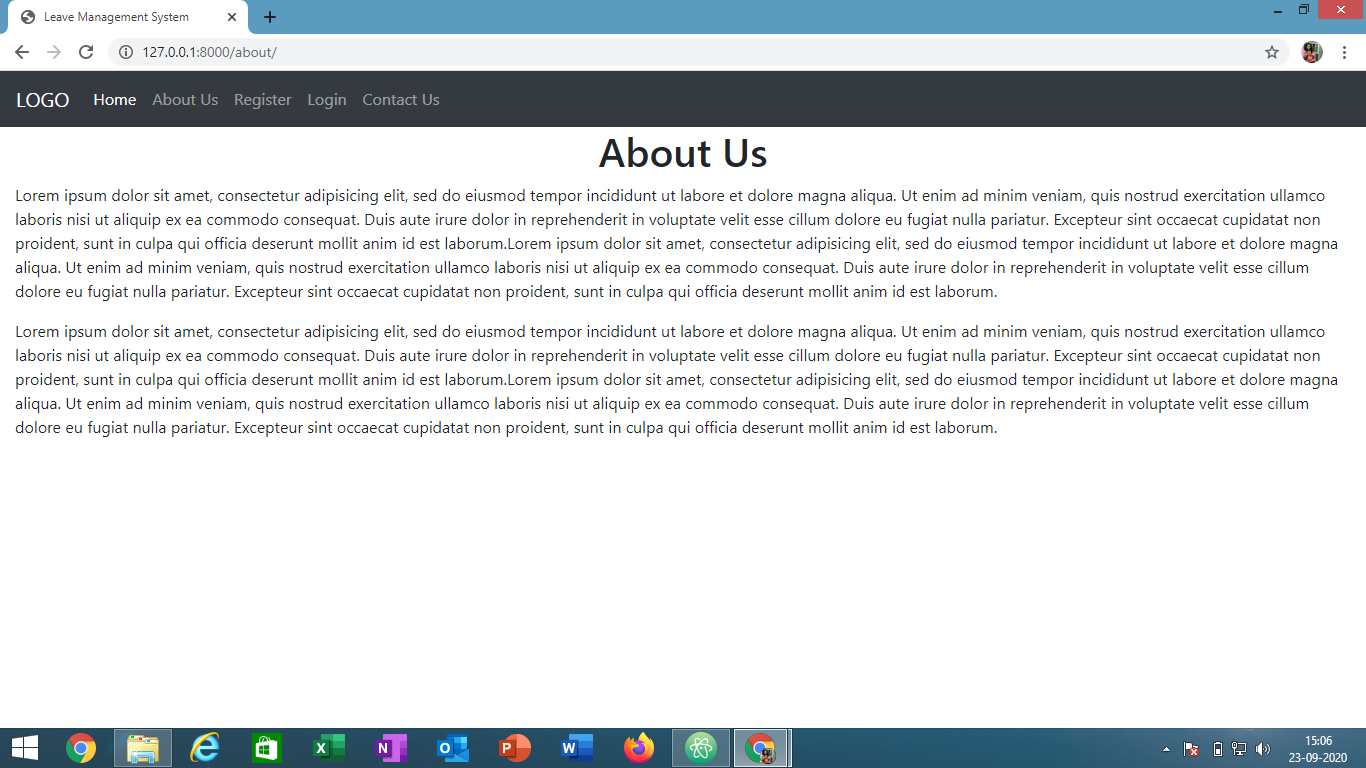 Leave Management System
127.0.0.1:8000/about/
LOGO Home About Us Register Login Contact Us
About Us
Lorem ipsum dolor sit amet, consectetur adipisicing elit, sed do eiusmod tempor incididunt ut labore et dolore magna aliqua. Ut enim ad minim veniam, quis nostrud exercitation ullamco
laboris nisi ut aliquip ex ea commodo consequat. Duis aute irure dolor in reprehenderit in voluptate velit esse cillum dolore eu fugiat nulla pariatur. Excepteur sint occaecat cupidatat non
proident, sunt in culpa qui officia deserunt mollit anim id est laborum.Lorem ipsum dolor sit amet, consectetur adipisicing elit, sed do eiusmod tempor incididunt ut labore et dolore magna
aliqua. Ut enim ad minim veniam, quis nostrud exercitation ullamco laboris nisi ut aliquip ex ea commodo consequat. Duis aute irure dolor in reprehenderit in voluptate velit esse cillum
dolore eu fugiat nulla pariatur. Excepteur sint occaecat cupidatat non proident, sunt in culpa qui officia deserunt mollit anim id est laborum.
Lorem ipsum dolor sit amet, consectetur adipisicing elit, sed do eiusmod tempor incididunt ut labore et dolore magna aliqua. Ut enim ad minim veniam, quis nostrud exercitation ullamco
laboris nisi ut aliquip ex ea commodo consequat. Duis aute irure dolor in reprehenderit in voluptate velit esse cillum dolore eu fugiat nulla pariatur. Excepteur sint occaecat cupidatat non
proident, sunt in culpa qui officia deserunt mollit anim id est laborum.Lorem ipsum dolor sit amet, consectetur adipisicing elit, sed do eiusmod tempor incididunt ut labore et dolore magna
aliqua. Ut enim ad minim veniam, quis nostrud exercitation ullamco laboris nisi ut aliquip ex ea commodo consequat. Duis aute irure dolor in reprehenderit in voluptate velit esse cillum
dolore eu fugiat nulla pariatur. Excepteur sint occaecat cupidatat non proident, sunt in culpa qui officia deserunt mollit anim id est laborum.
15:06
23-09-2020